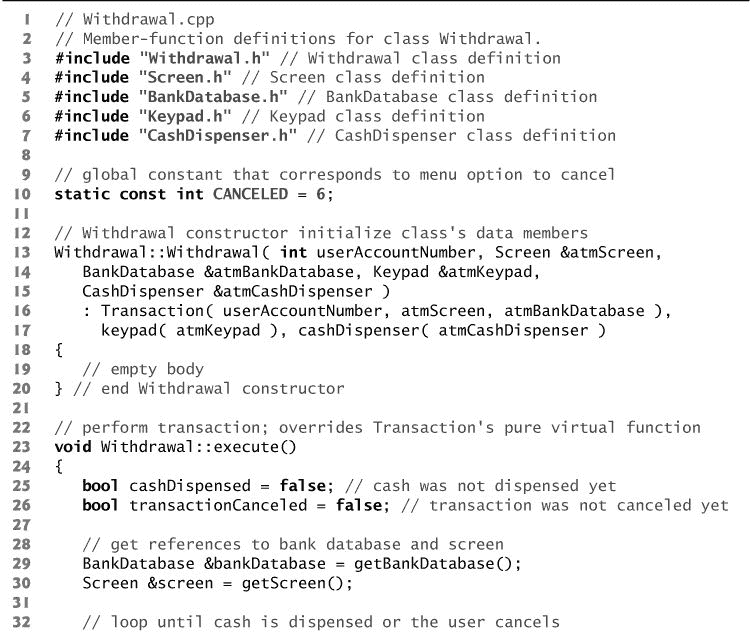 1 // Withdrawal.cpp
2 // Member-function definitions for class Withdrawal.
3 #include "Withdrawal.h" // Withdrawal class definition
4 #include "Screen.h" // Screen class definition
5 #include "BankDatabase.h" // BankDatabase class definition
6 #include "Keypad.h" // Keypad class definition
7 #include "CashDispenser.h" // CashDispenser class definition
8
9 // global constant that corresponds to menu option to cancel
10 static const int CANCELED = 6;
11
12 // Withdrawal constructor initialize class's data members
13 Withdrawal::Withdrawal( int userAccountNumber, Screen &atmScreen,
14    BankDatabase &atmBankDatabase, Keypad &atmKeypad,
15    CashDispenser &atmCashDispenser )
16    : Transaction( userAccountNumber, atmScreen, atmBankDatabase ),
17      keypad( atmKeypad ), cashDispenser( atmCashDispenser )
18 {
19    // empty body
20 } // end Withdrawal constructor
21
22 // perform transaction; overrides Transaction's pure virtual function
23 void Withdrawal::execute()
24 {
25    bool cashDispensed = false; // cash was not dispensed yet
26    bool transactionCanceled = false; // transaction was not canceled yet
27
28    // get references to bank database and screen
29    BankDatabase &bankDatabase = getBankDatabase();
30    Screen &screen = getScreen();
31
32    // loop until cash is dispensed or the user cancels